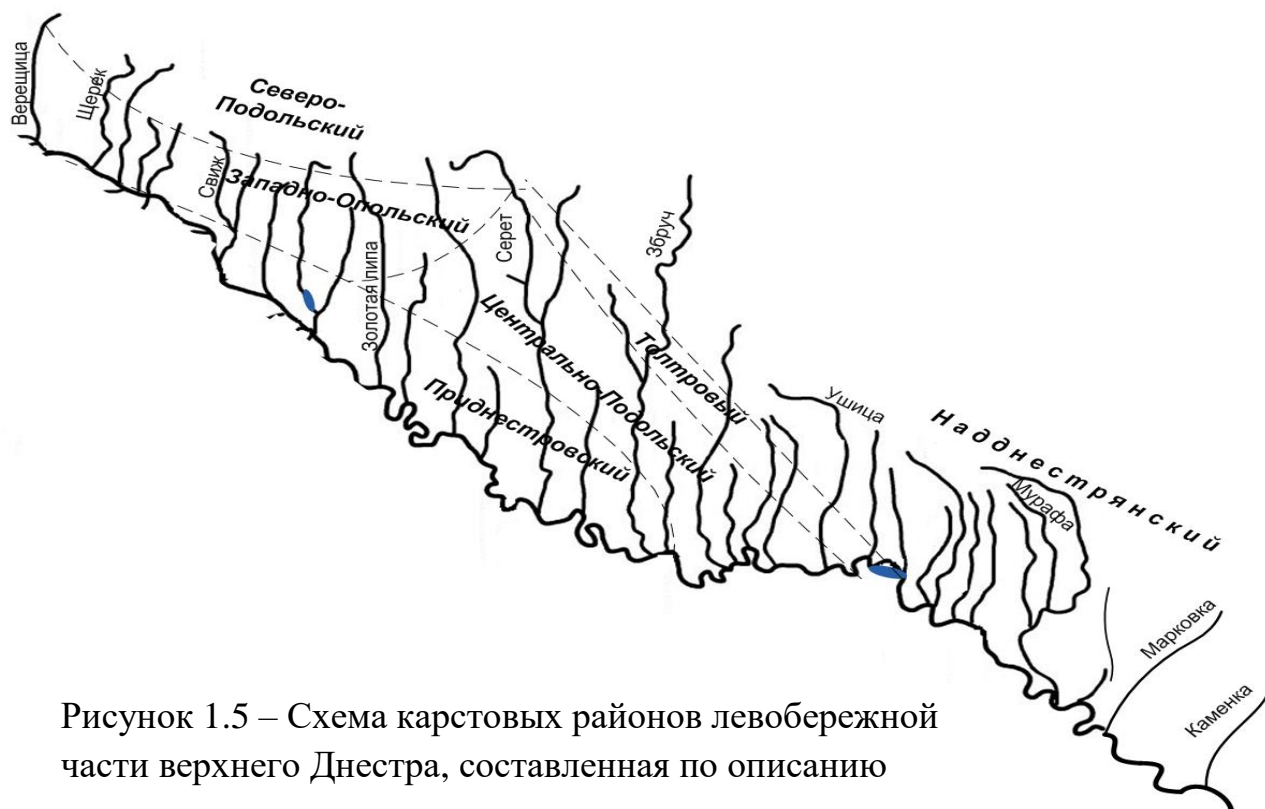 Верещица
Щерек
Северо-
Подольский
Свиж
Западно-Опольский
Серет
Збруч
Золотая липа
Центрально-Подольский
Толтровый
Приднестровский
Ушица
Надднестрянский
Мурафа
Марковка
Каменка
Рисунок 1.5 – Схема карстовых районов левобережной
части верхнего Днестра, составленная по описанию